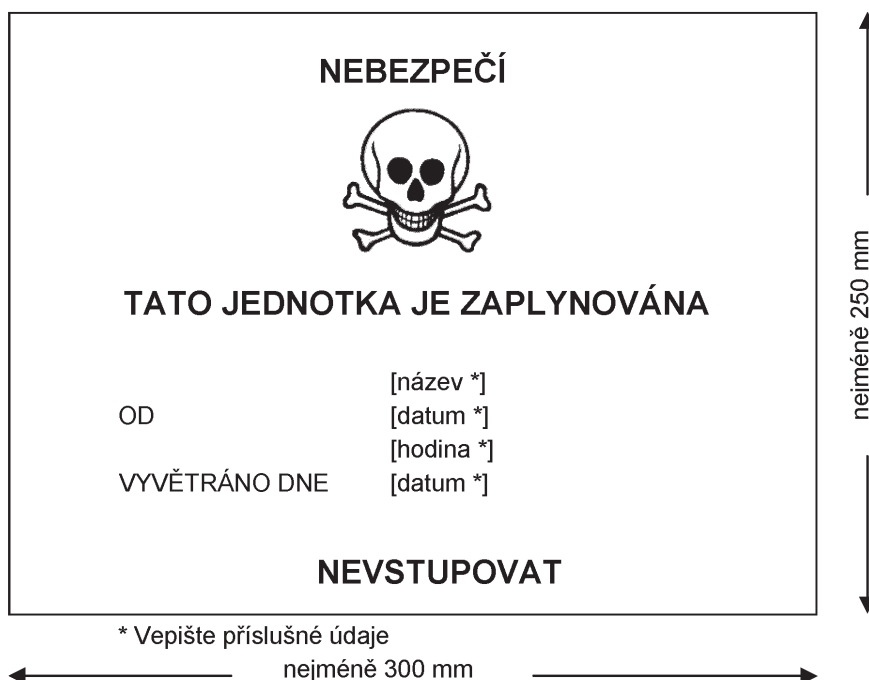 NEBEZPEČÍ
TATO JEDNOTKA JE ZAPLYNOVÁNA
[název *]
OD [datum *]
[hodina *]
VYVĚTRÁNO DNE [datum *]
NEVSTUPOVAT
* Vepište příslušné údaje
nejméně 300 mm
nejméně 250 mm